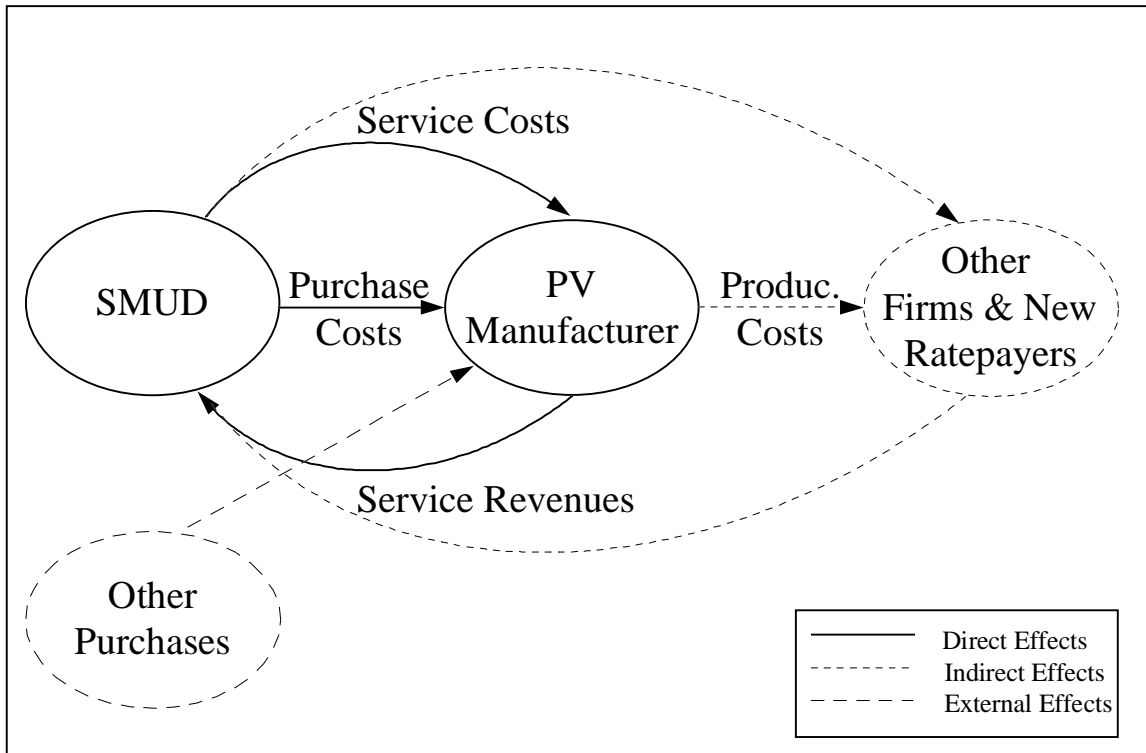 Service Costs
SMUD
Purchase
Costs
PV
Manufacturer
Produc.
Costs
Other
Firms & New
Ratepayers
Service Revenues
Other
Purchases
Direct Effects
Indirect Effects
External Effects